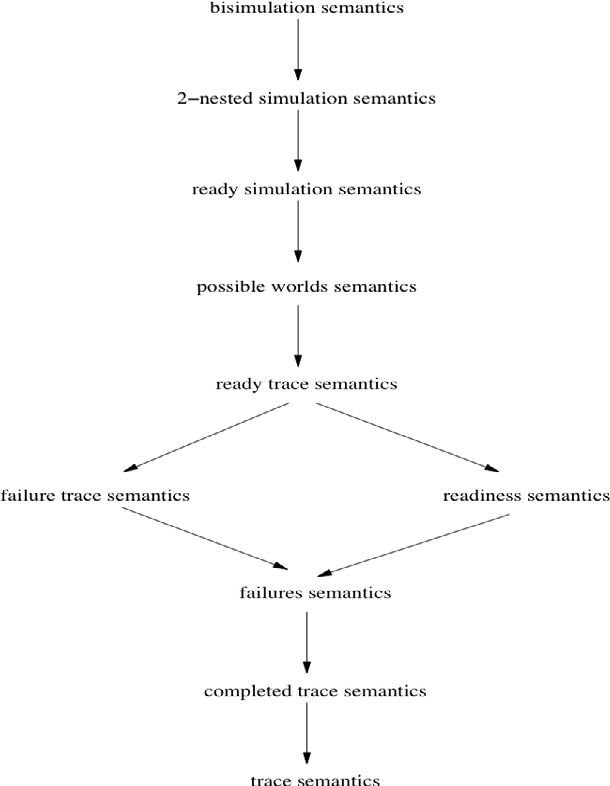 bisimulation semantics
2−nested simulation semantics
ready simulation semantics
possible worlds semantics
ready trace semantics
failure trace semantics
readiness semantics
failures semantics
completed trace semantics
trace semantics